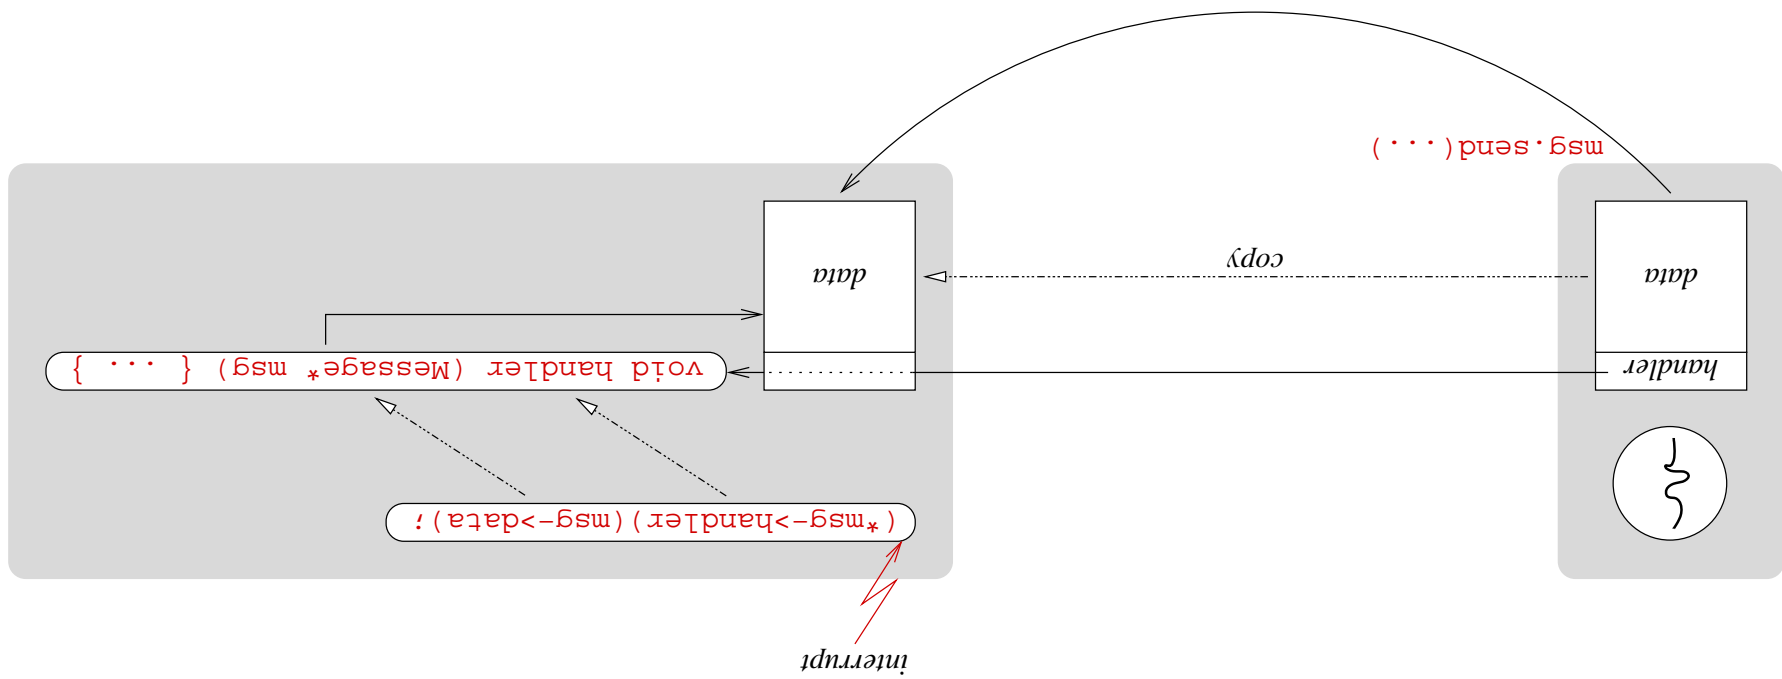 interrupt
(*msg->handler)(msg->data);
handler
void handler (Message* msg) { ... }
data
copy
data
msg.send(...)